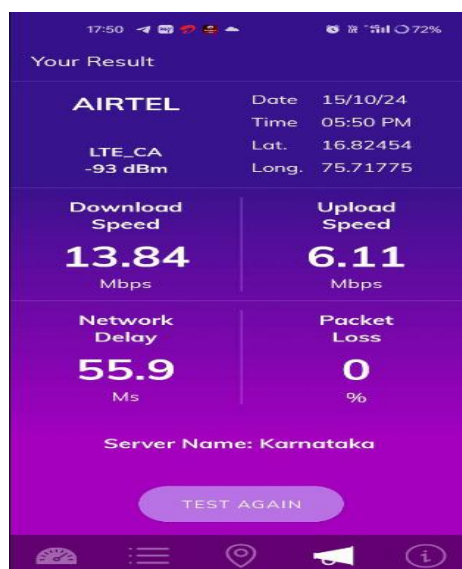 17:50 72%
Your Result
AIRTEL
LTE_CA
-93 dBm
Date 15/10/24
Time 05:50 PM
Lat. 16.82454
Long. 75.71775
Download
Speed
13.84
Mbps
Upload
Speed
6.11
Mbps
Network
Delay
55.9
Ms
Packet
Loss
0
%
Server Name: Karnataka
TEST AGAIN